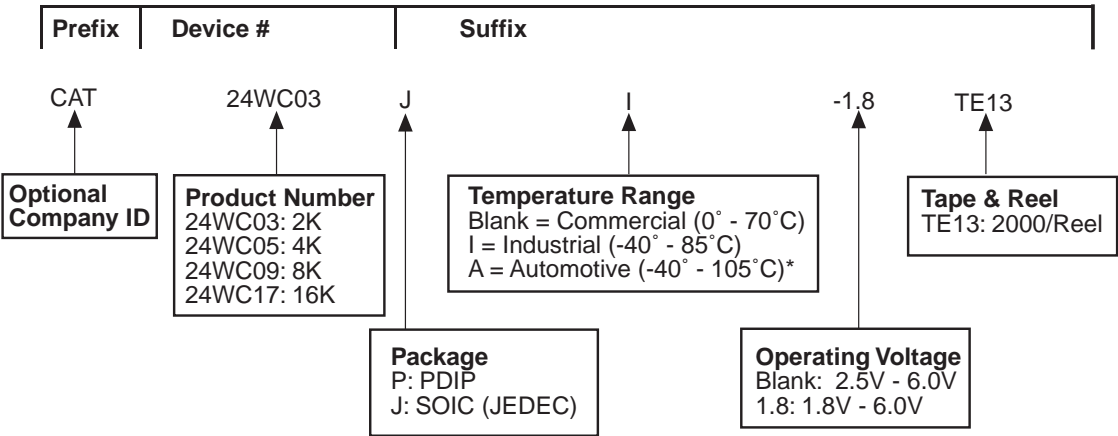 Prefix Device # Suffix
CAT 24WC03 J I -1.8 TE13
Optional
Company ID
Product Number
24WC03: 2K
24WC05: 4K
24WC09: 8K
24WC17: 16K
Temperature Range
Blank = Commercial (0˚ - 70˚C)
I = Industrial (-40˚ - 85˚C)
A = Automotive (-40˚ - 105˚C)*
Tape & Reel
TE13: 2000/Reel
Package
P: PDIP
J: SOIC (JEDEC)
Operating Voltage
Blank: 2.5V - 6.0V
1.8: 1.8V - 6.0V